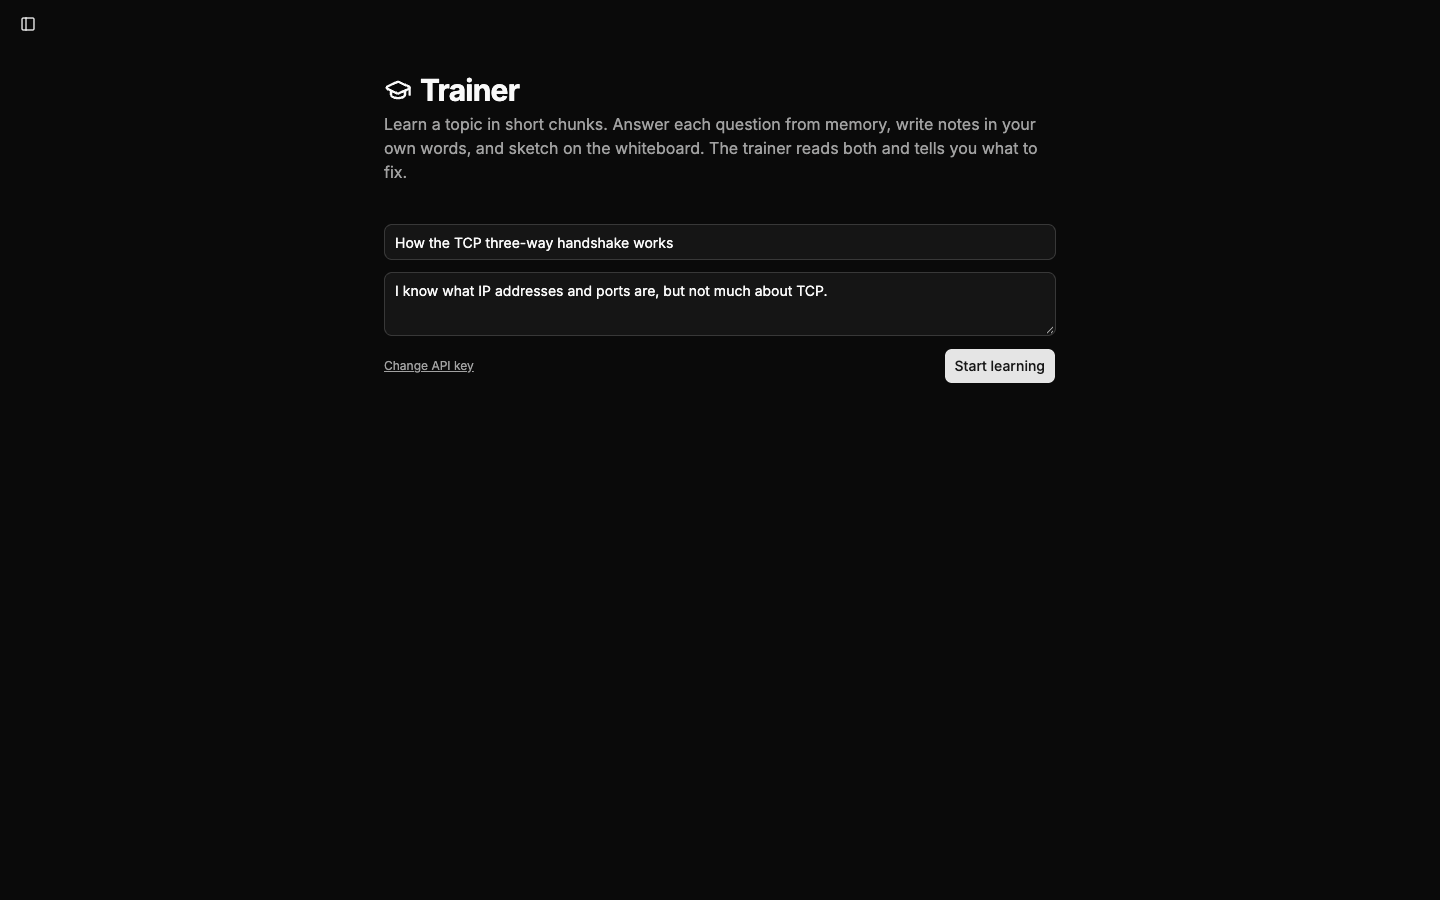 Trainer
Learn a topic in short chunks. Answer each question from memory, write notes in your
own words, and sketch on the whiteboard. The trainer reads both and tells you what to
fix.
How the TCP three-way handshake works
I know what IP addresses and ports are, but not much about TCP.
Change API key
Start learning